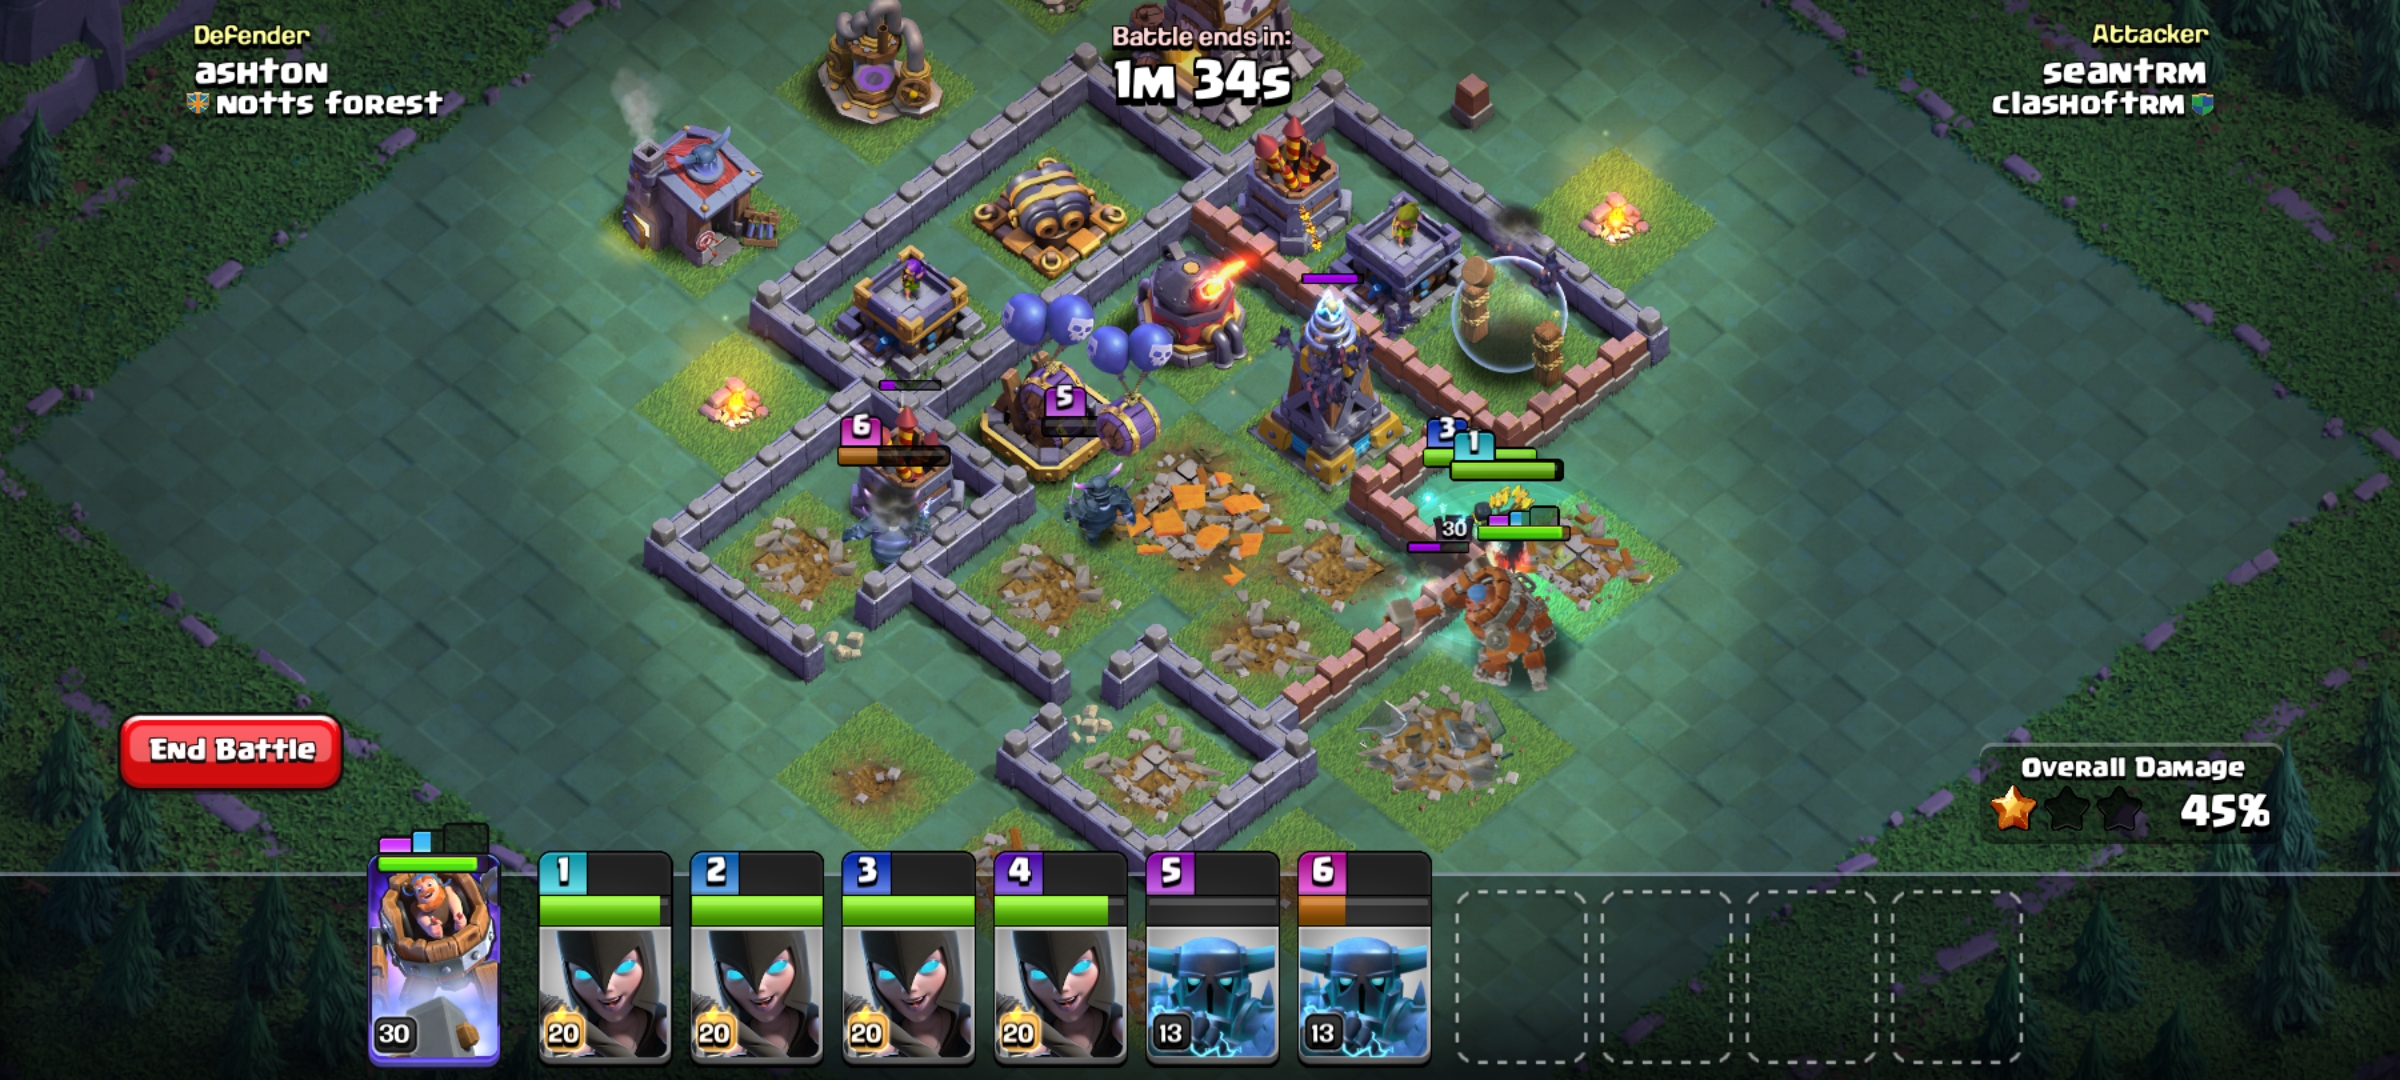 Defender
ashton
notts forest
Battle ends in:
1M 34s
Attacker
seantrm
clashoftrm
6
5
3
1
30
End Battle
Overall Damage
45%
30
1
20
2
20
3
20
4
20
5
13
6
13